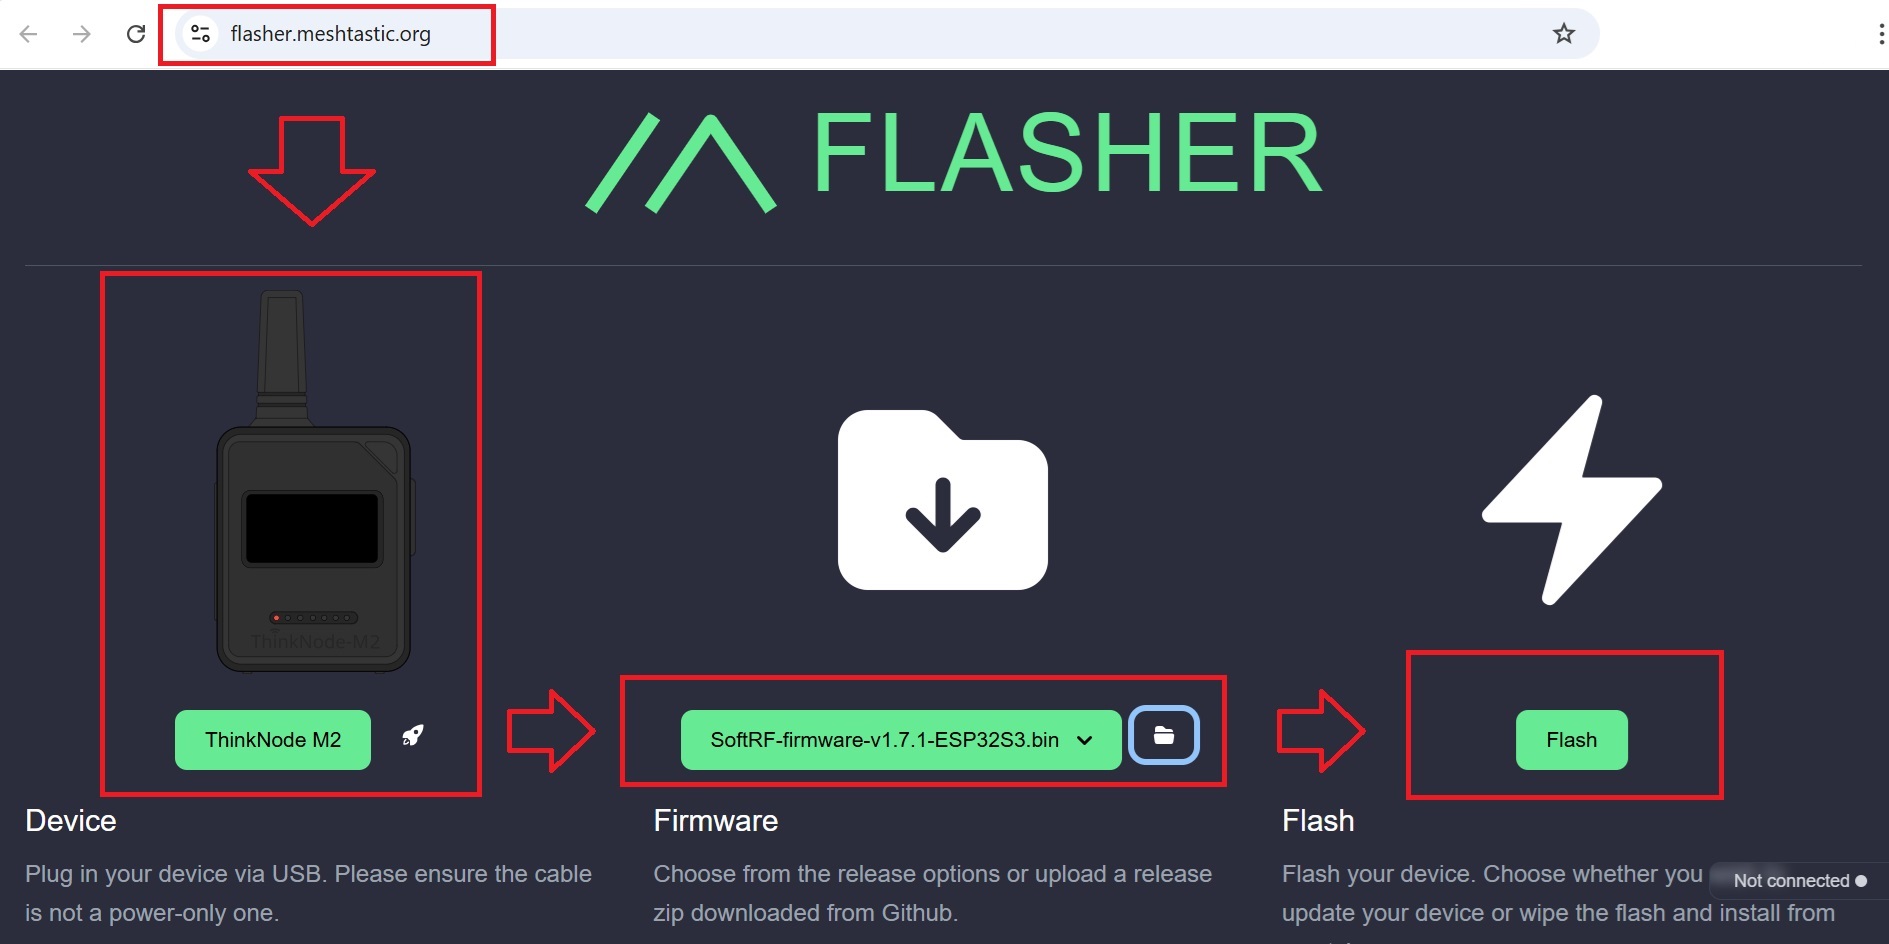 flasher.meshtastic.org
FLASHER
ThinkNode-M2
ThinkNode M2
SoftRF-firmware-v1.7.1-ESP32S3.bin
Flash
Device
Plug in your device via USB. Please ensure the cable
is not a power-only one.
Firmware
Choose from the release options or upload a release
zip downloaded from Github.
Flash
Flash your device. Choose whether you
update your device or wipe the flash and install from
Not connected